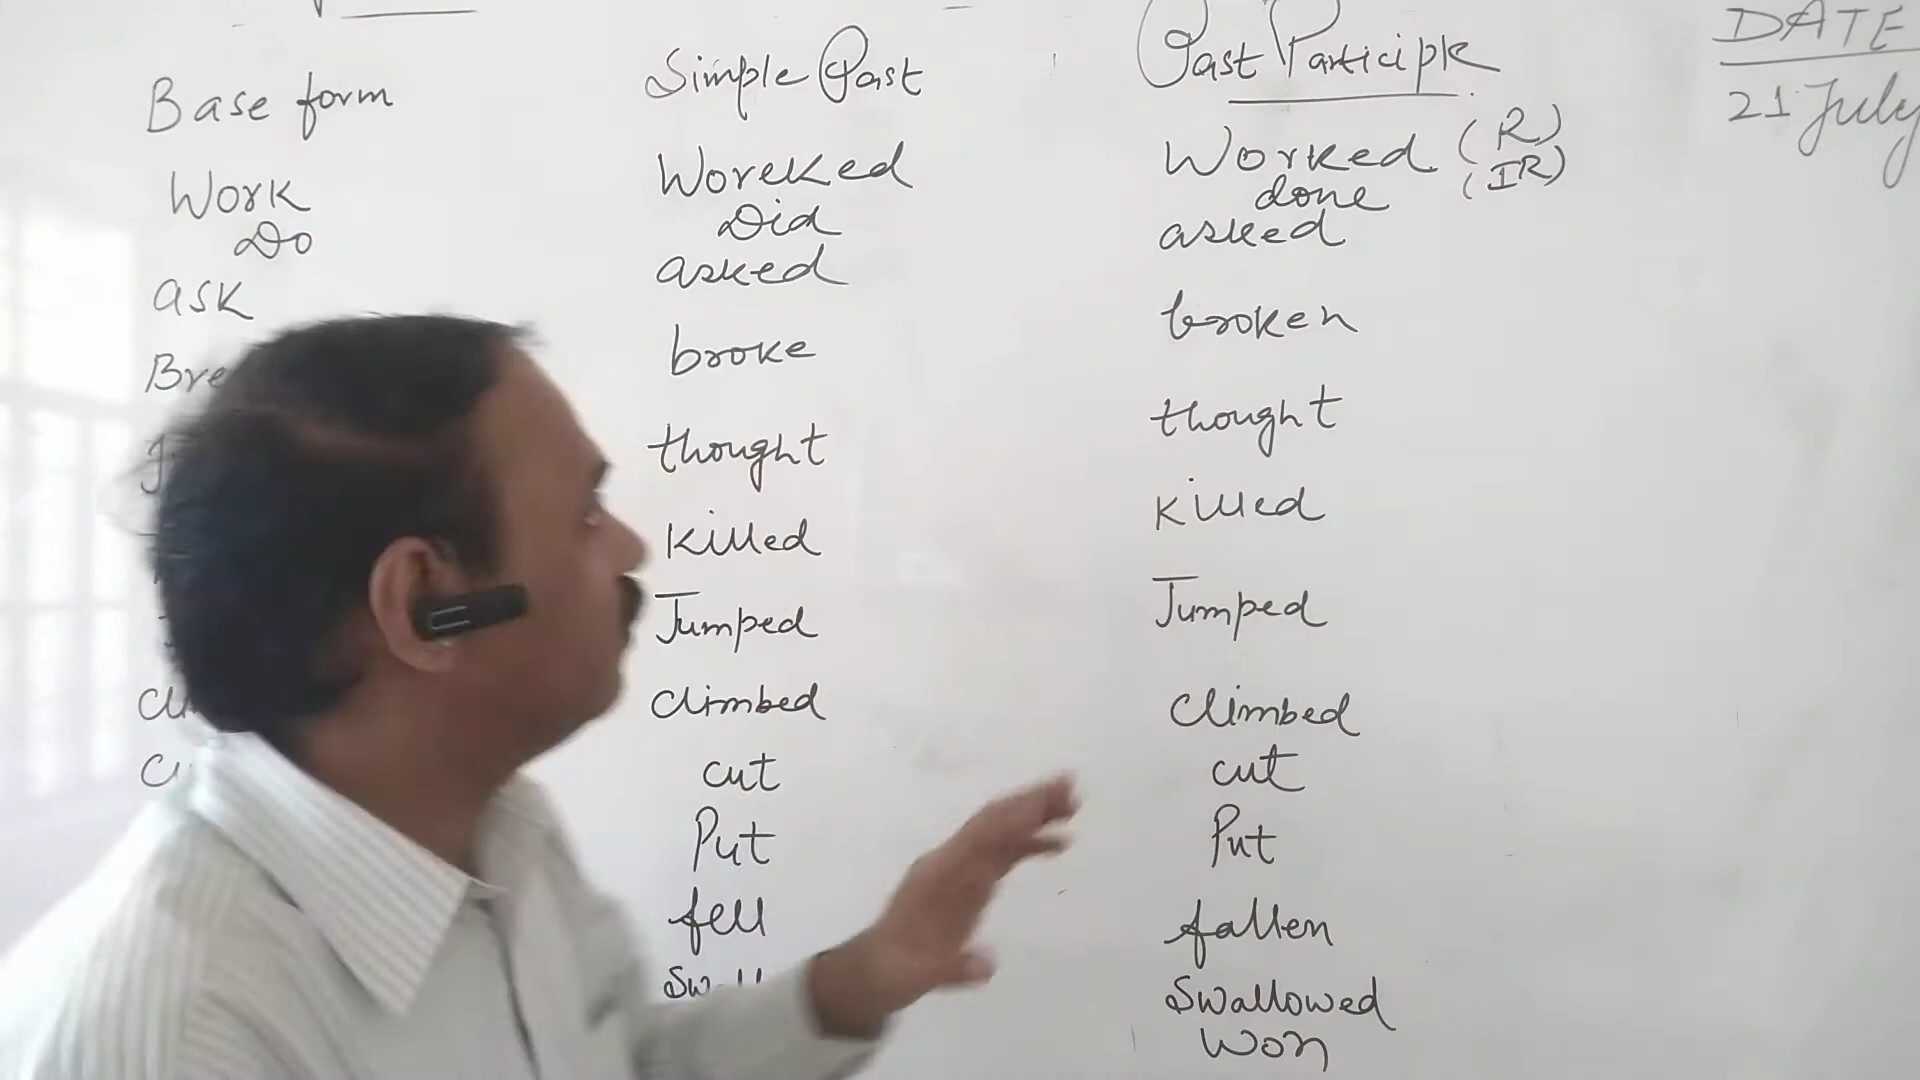 Base form Simple Past Past Participle DATE
21 July
Work Woreked Worked (R)
Do Did done (IR)
ask asked asked
broke broken
thought thought
Killed Killed
Jumped Jumped
Climbed Climbed
cut cut
Put Put
fell fallen
Swallowed
Won